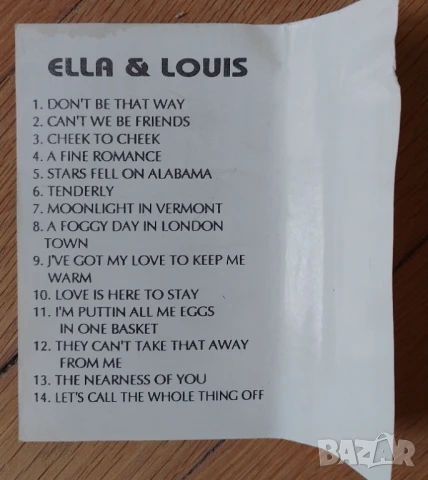 ELLA & LOUIS
1. DON'T BE THAT WAY
2. CAN'T WE BE FRIENDS
3. CHEEK TO CHEEK
4. A FINE ROMANCE
5. STARS FELL ON ALABAMA
6. TENDERLY
7. MOONLIGHT IN VERMONT
8. A FOGGY DAY IN LONDON
TOWN
9. J'VE GOT MY LOVE TO KEEP ME
WARM
10. LOVE IS HERE TO STAY
11. I'M PUTTIN ALL ME EGGS
IN ONE BASKET
12. THEY CAN'T TAKE THAT AWAY
FROM ME
13. THE NEARNESS OF YOU
14. LET'S CALL THE WHOLE THING OFF
BAZAR